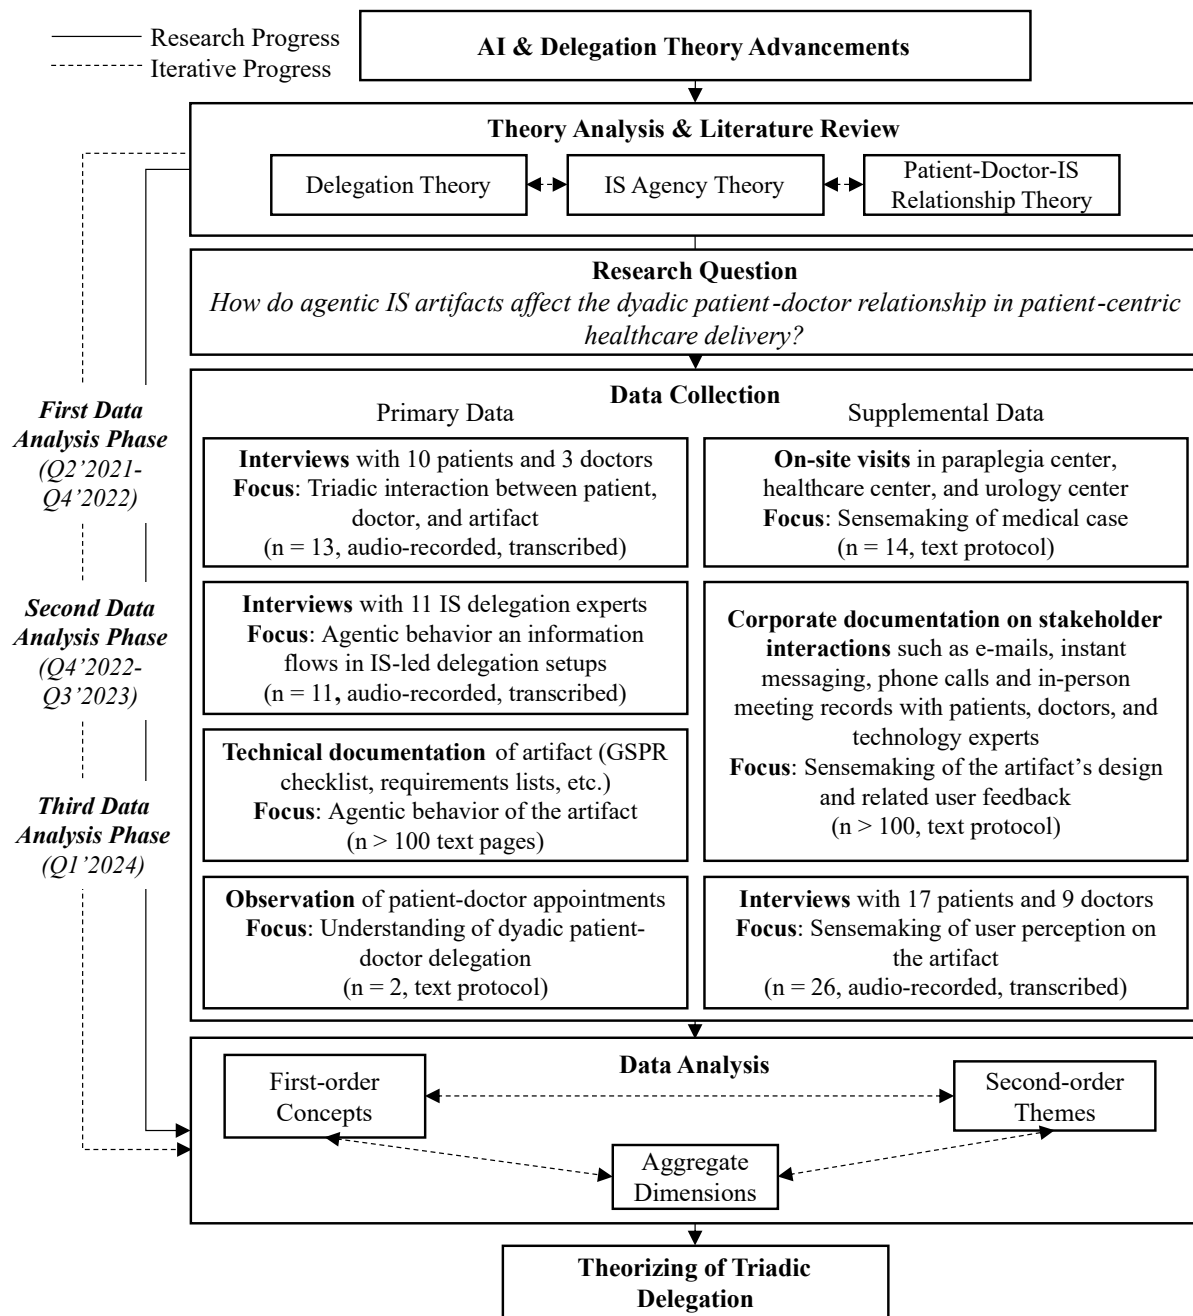 Research Progress
Iterative Progress
AI & Delegation Theory Advancements
Theory Analysis & Literature Review
Delegation Theory
IS Agency Theory
Patient-Doctor-IS
Relationship Theory
Research Question
How do agentic IS artifacts affect the dyadic patient-doctor relationship in patient-centric
healthcare delivery?
First Data
Analysis Phase
(Q2’2021-
Q4’2022)
Second Data
Analysis Phase
(Q4’2022-
Q3’2023)
Third Data
Analysis Phase
(Q1’2024)
Data Collection
Primary Data
Interviews with 10 patients and 3 doctors
Focus: Triadic interaction between patient,
doctor, and artifact
(n = 13, audio-recorded, transcribed)
Interviews with 11 IS delegation experts
Focus: Agentic behavior an information
flows in IS-led delegation setups
(n = 11, audio-recorded, transcribed)
Technical documentation of artifact (GSPR
checklist, requirements lists, etc.)
Focus: Agentic behavior of the artifact
(n > 100 text pages)
Observation of patient-doctor appointments
Focus: Understanding of dyadic patient-
doctor delegation
(n = 2, text protocol)
Supplemental Data
On-site visits in paraplegia center,
healthcare center, and urology center
Focus: Sensemaking of medical case
(n = 14, text protocol)
Corporate documentation on stakeholder
interactions such as e-mails, instant
messaging, phone calls and in-person
meeting records with patients, doctors, and
technology experts
Focus: Sensemaking of the artifact’s design
and related user feedback
(n > 100, text protocol)
Interviews with 17 patients and 9 doctors
Focus: Sensemaking of user perception on
the artifact
(n = 26, audio-recorded, transcribed)
Data Analysis
First-order
Concepts
Second-order
Themes
Aggregate
Dimensions
Theorizing of Triadic
Delegation